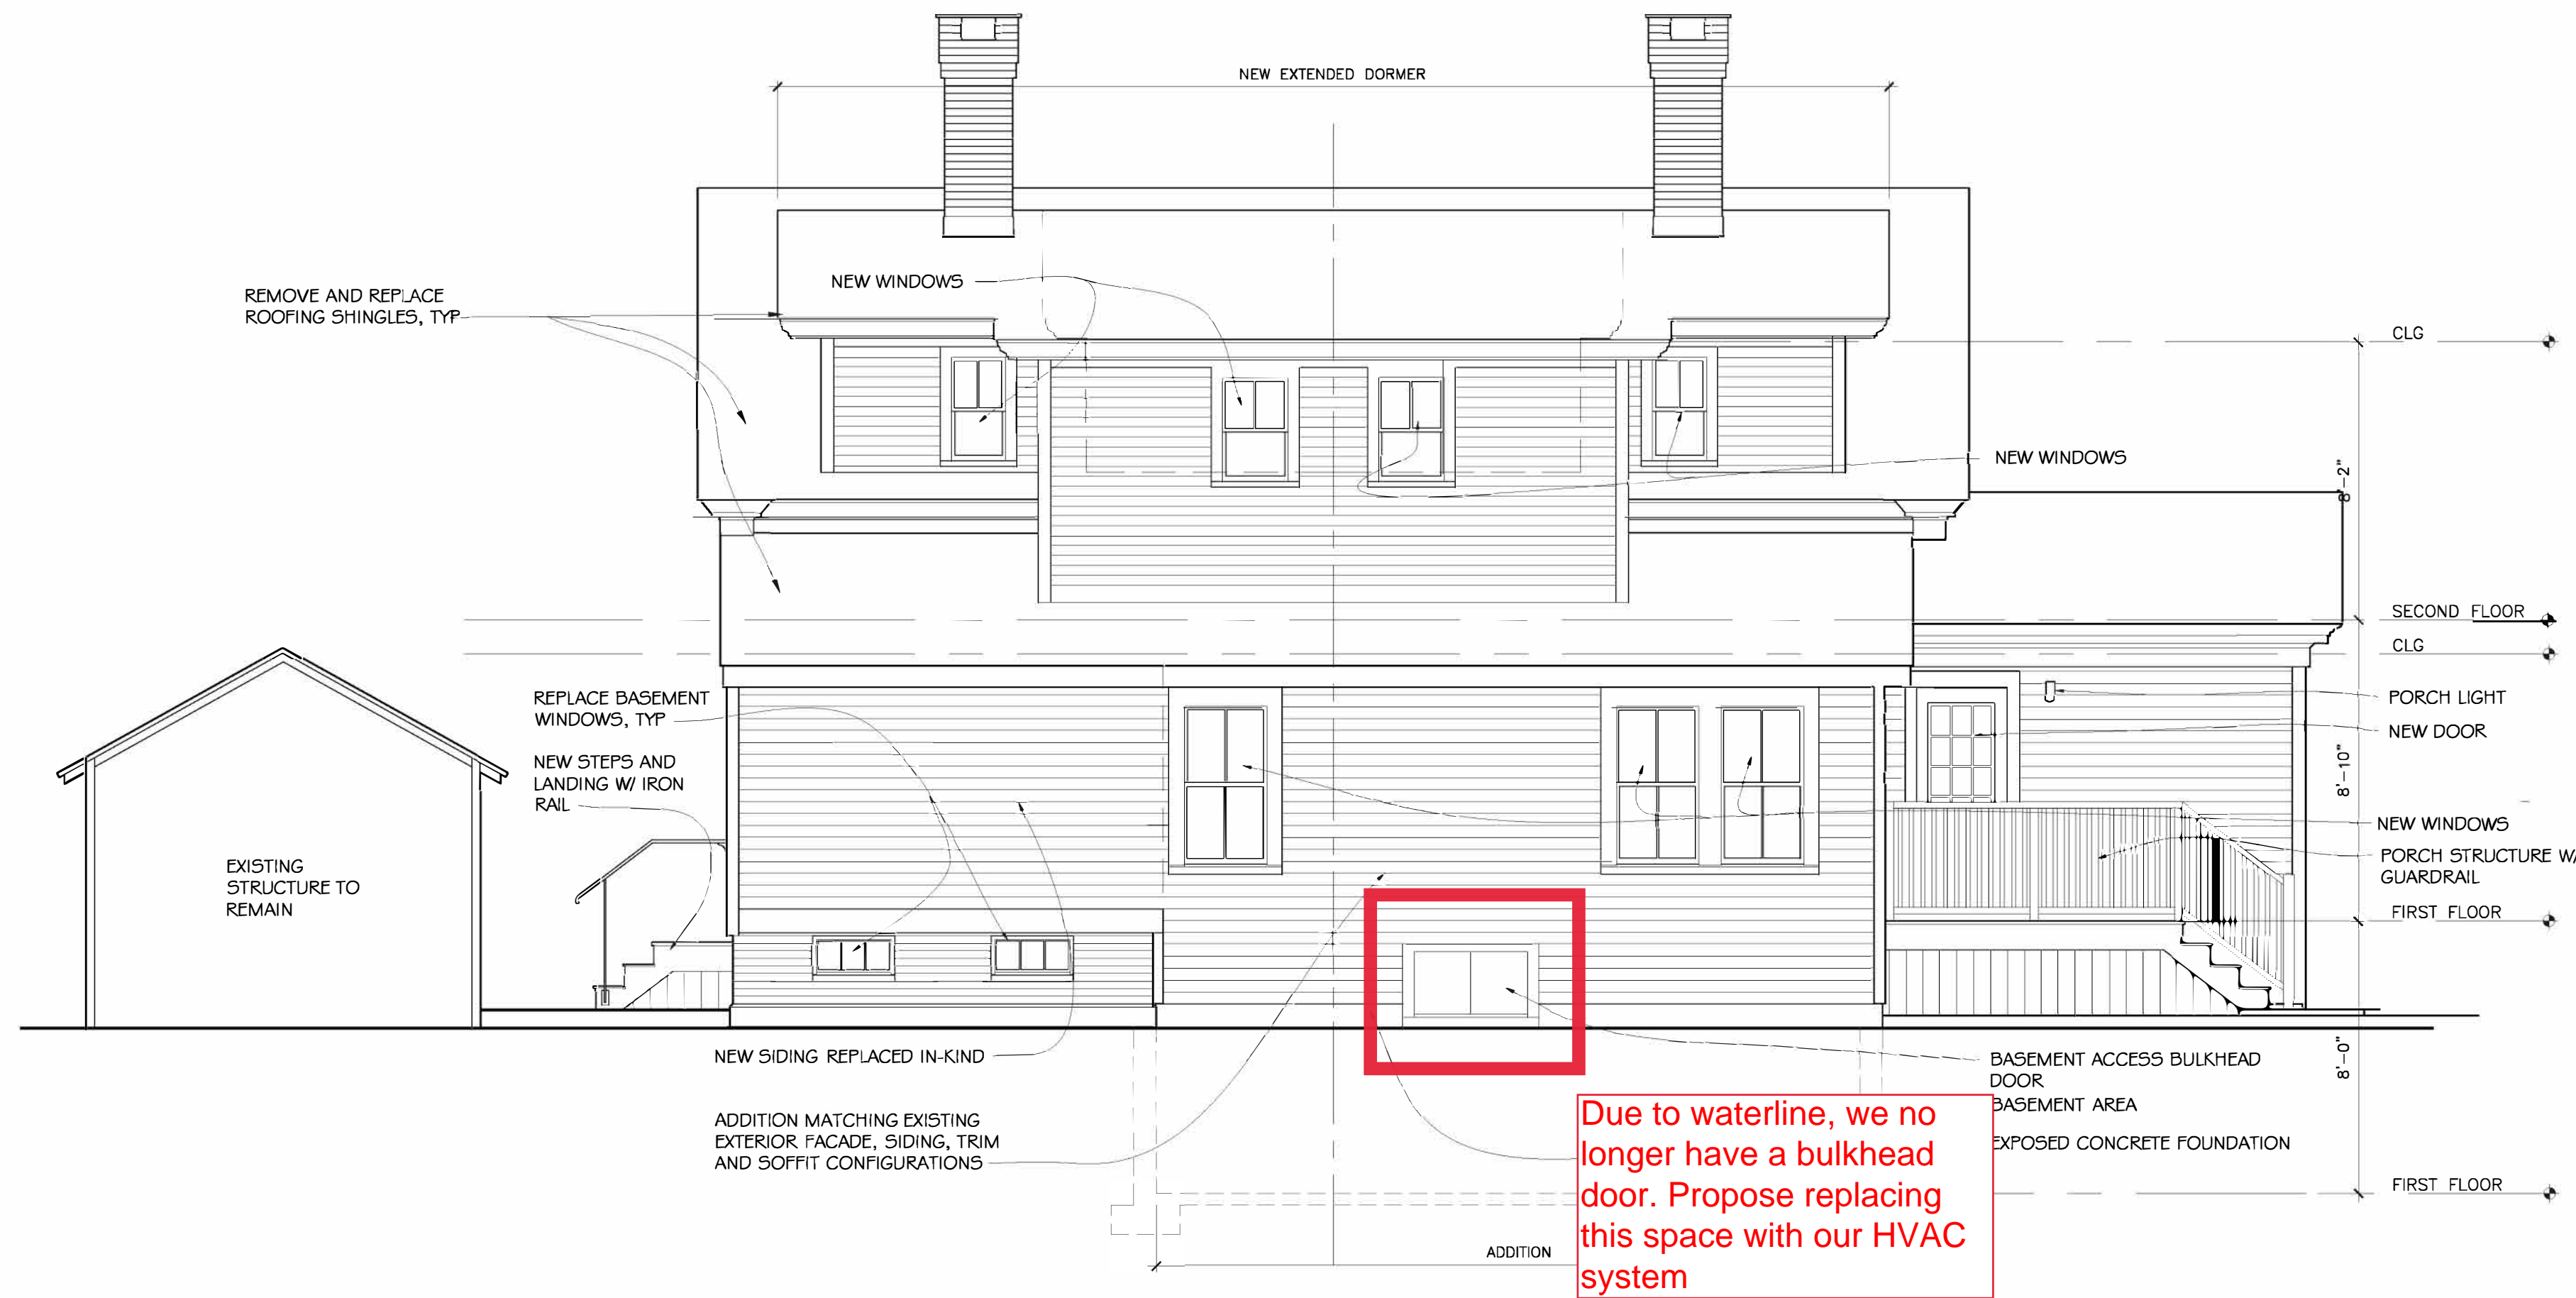 NEW EXTENDED DORMER
REMOVE AND REPLACE
ROOFING SHINGLES, TYP
NEW WINDOWS
CLG
NEW WINDOWS
8'-2"
SECOND FLOOR
CLG
REPLACE BASEMENT
WINDOWS, TYP
PORCH LIGHT
NEW DOOR
NEW STEPS AND
LANDING W/ IRON
RAIL
8'-10"
NEW WINDOWS
PORCH STRUCTURE W/
GUARDRAIL
EXISTING
STRUCTURE TO
REMAIN
FIRST FLOOR
NEW SIDING REPLACED IN-KIND
BASEMENT ACCESS BULKHEAD
DOOR
8'-0"
BASEMENT AREA
EXPOSED CONCRETE FOUNDATION
ADDITION MATCHING EXISTING
EXTERIOR FACADE, SIDING, TRIM
AND SOFFIT CONFIGURATIONS
Due to waterline, we no
longer have a bulkhead
door. Propose replacing
this space with our HVAC
system
FIRST FLOOR
ADDITION